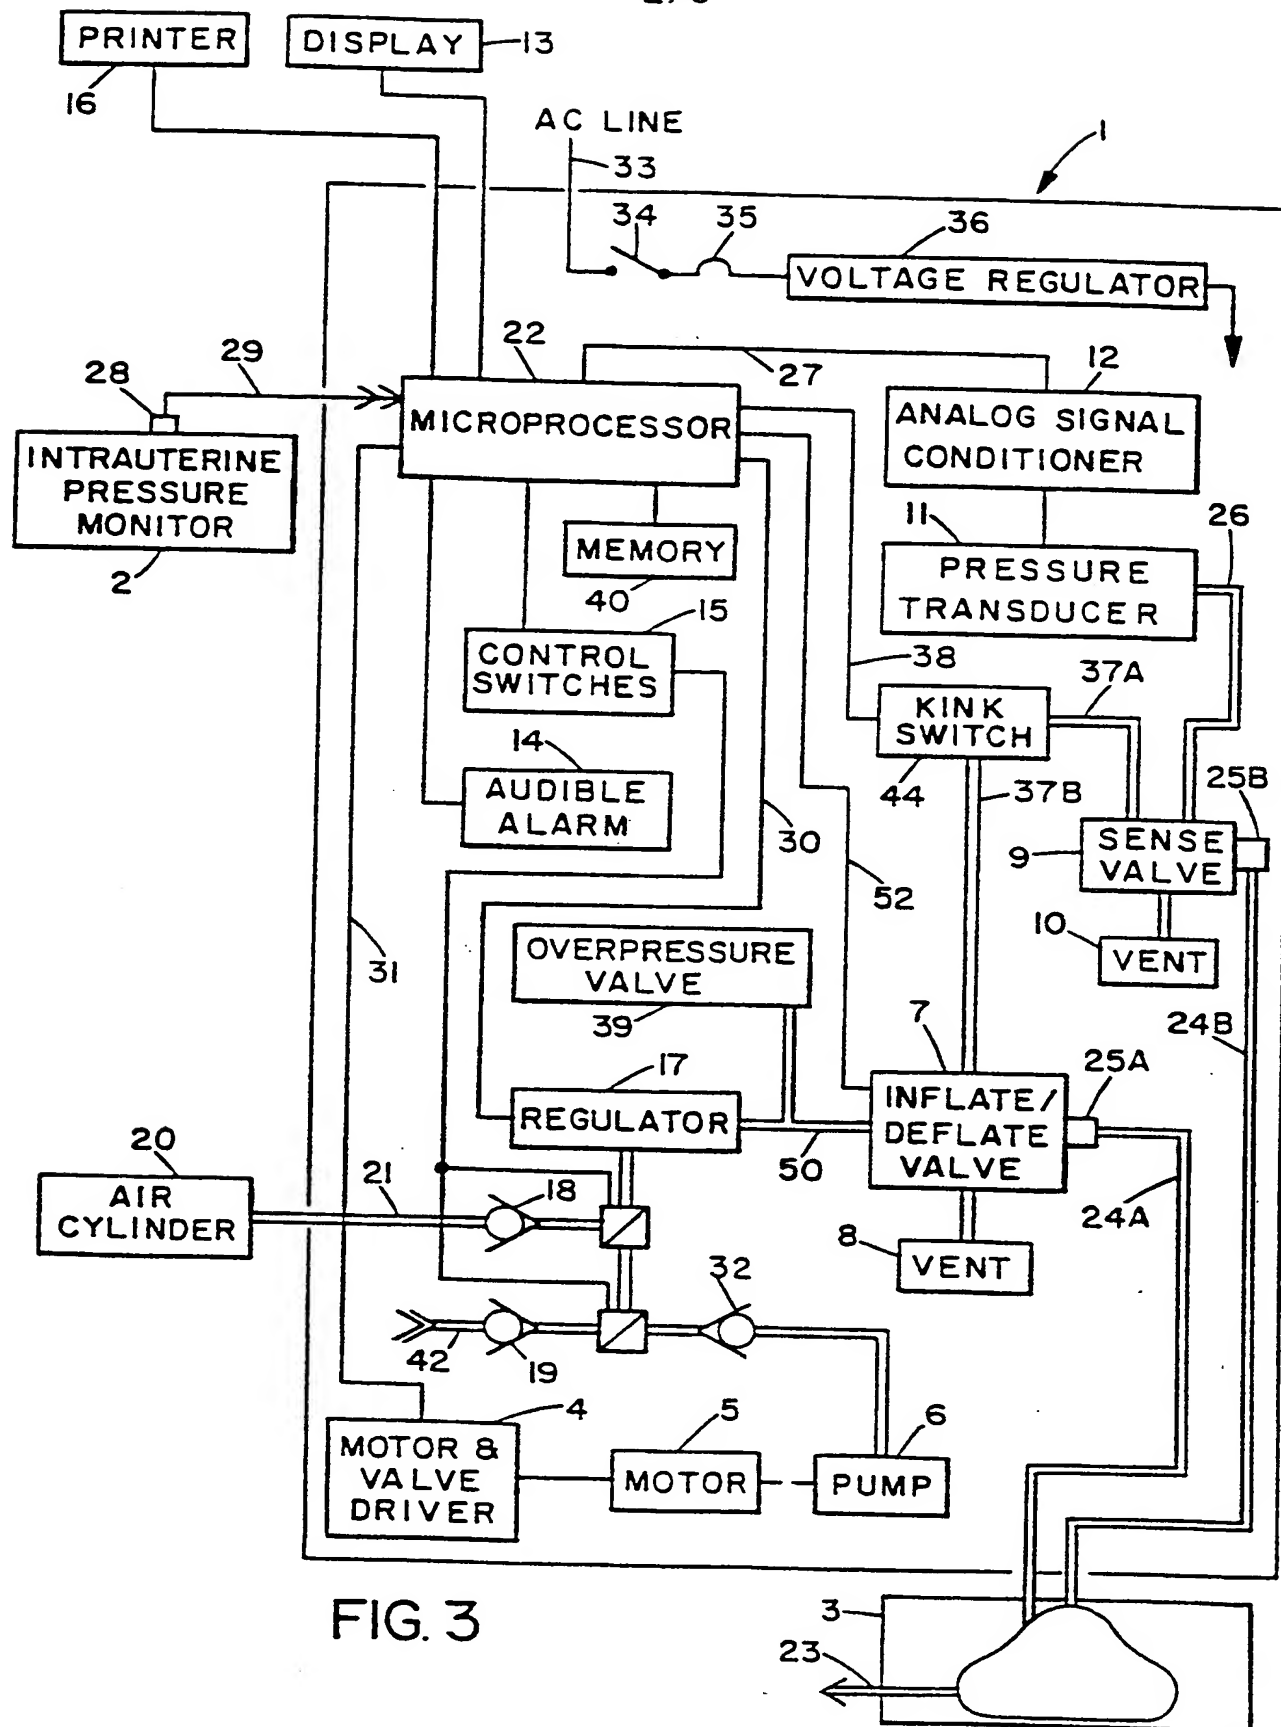 PRINTER
DISPLAY
13
16
AC LINE
33
1
34
35
36
VOLTAGE REGULATOR
22
29
27
12
28
MICROPROCESSOR
ANALOG SIGNAL
CONDITIONER
INTRAUTERINE
PRESSURE
MONITOR
2
11
26
MEMORY
40
PRESSURE
TRANSDUCER
15
CONTROL
SWITCHES
38
37A
KINK
SWITCH
44
37B
25B
14
AUDIBLE
ALARM
30
52
9
SENSE
VALVE
10
VENT
31
OVERPRESSURE
VALVE
39
7
24B
25A
17
REGULATOR
INFLATE/
DEFLATE
VALVE
50
20
AIR
CYLINDER
21
18
24A
8
VENT
32
42
19
4
5
6
MOTOR &
VALVE
DRIVER
MOTOR
PUMP
FIG. 3
3
23